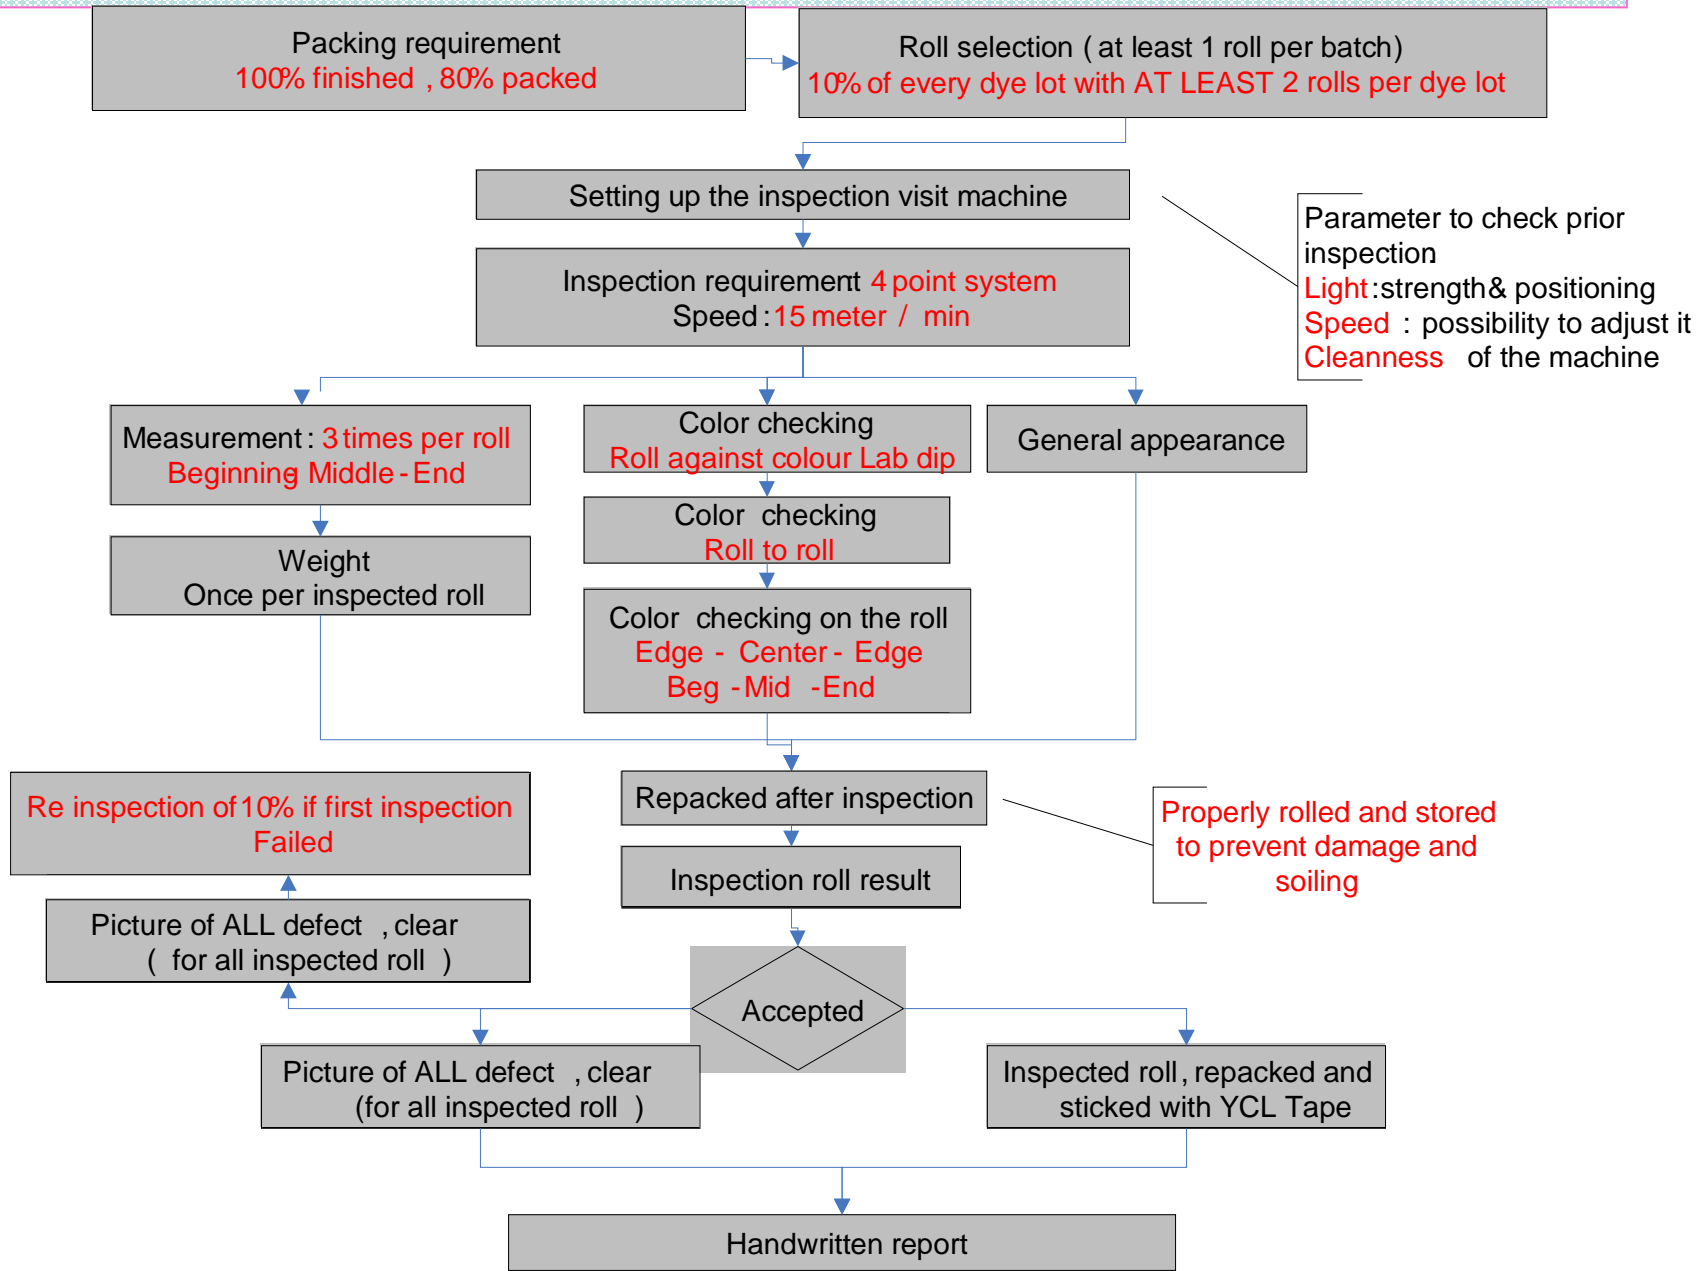 Packing requirement
100% finished , 80% packed
Roll selection ( at least 1 roll per batch)
10% of every dye lot with AT LEAST 2 rolls per dye lot
Setting up the inspection visit machine
Parameter to check prior
inspection:
Light :strength & positioning
Speed : possibility to adjust it
Cleanness of the machine
Inspection requirement: 4 point system
Speed : 15 meter / min
Measurement : 3 times per roll
Beginning- Middle - End
Color checking
Roll against colour Lab dip
General appearance
Color checking
Roll to roll
Weight
Once per inspected roll
Color checking on the roll
Edge - Center - Edge
Beg - Mid - End
Re inspection of 10% if first inspection
Failed
Repacked after inspection
Properly rolled and stored
to prevent damage and
soiling
Inspection roll result
Picture of ALL defect , clear
( for all inspected roll )
Accepted
Picture of ALL defect , clear
(for all inspected roll )
Inspected roll , repacked and
sticked with YCL Tape
Handwritten report